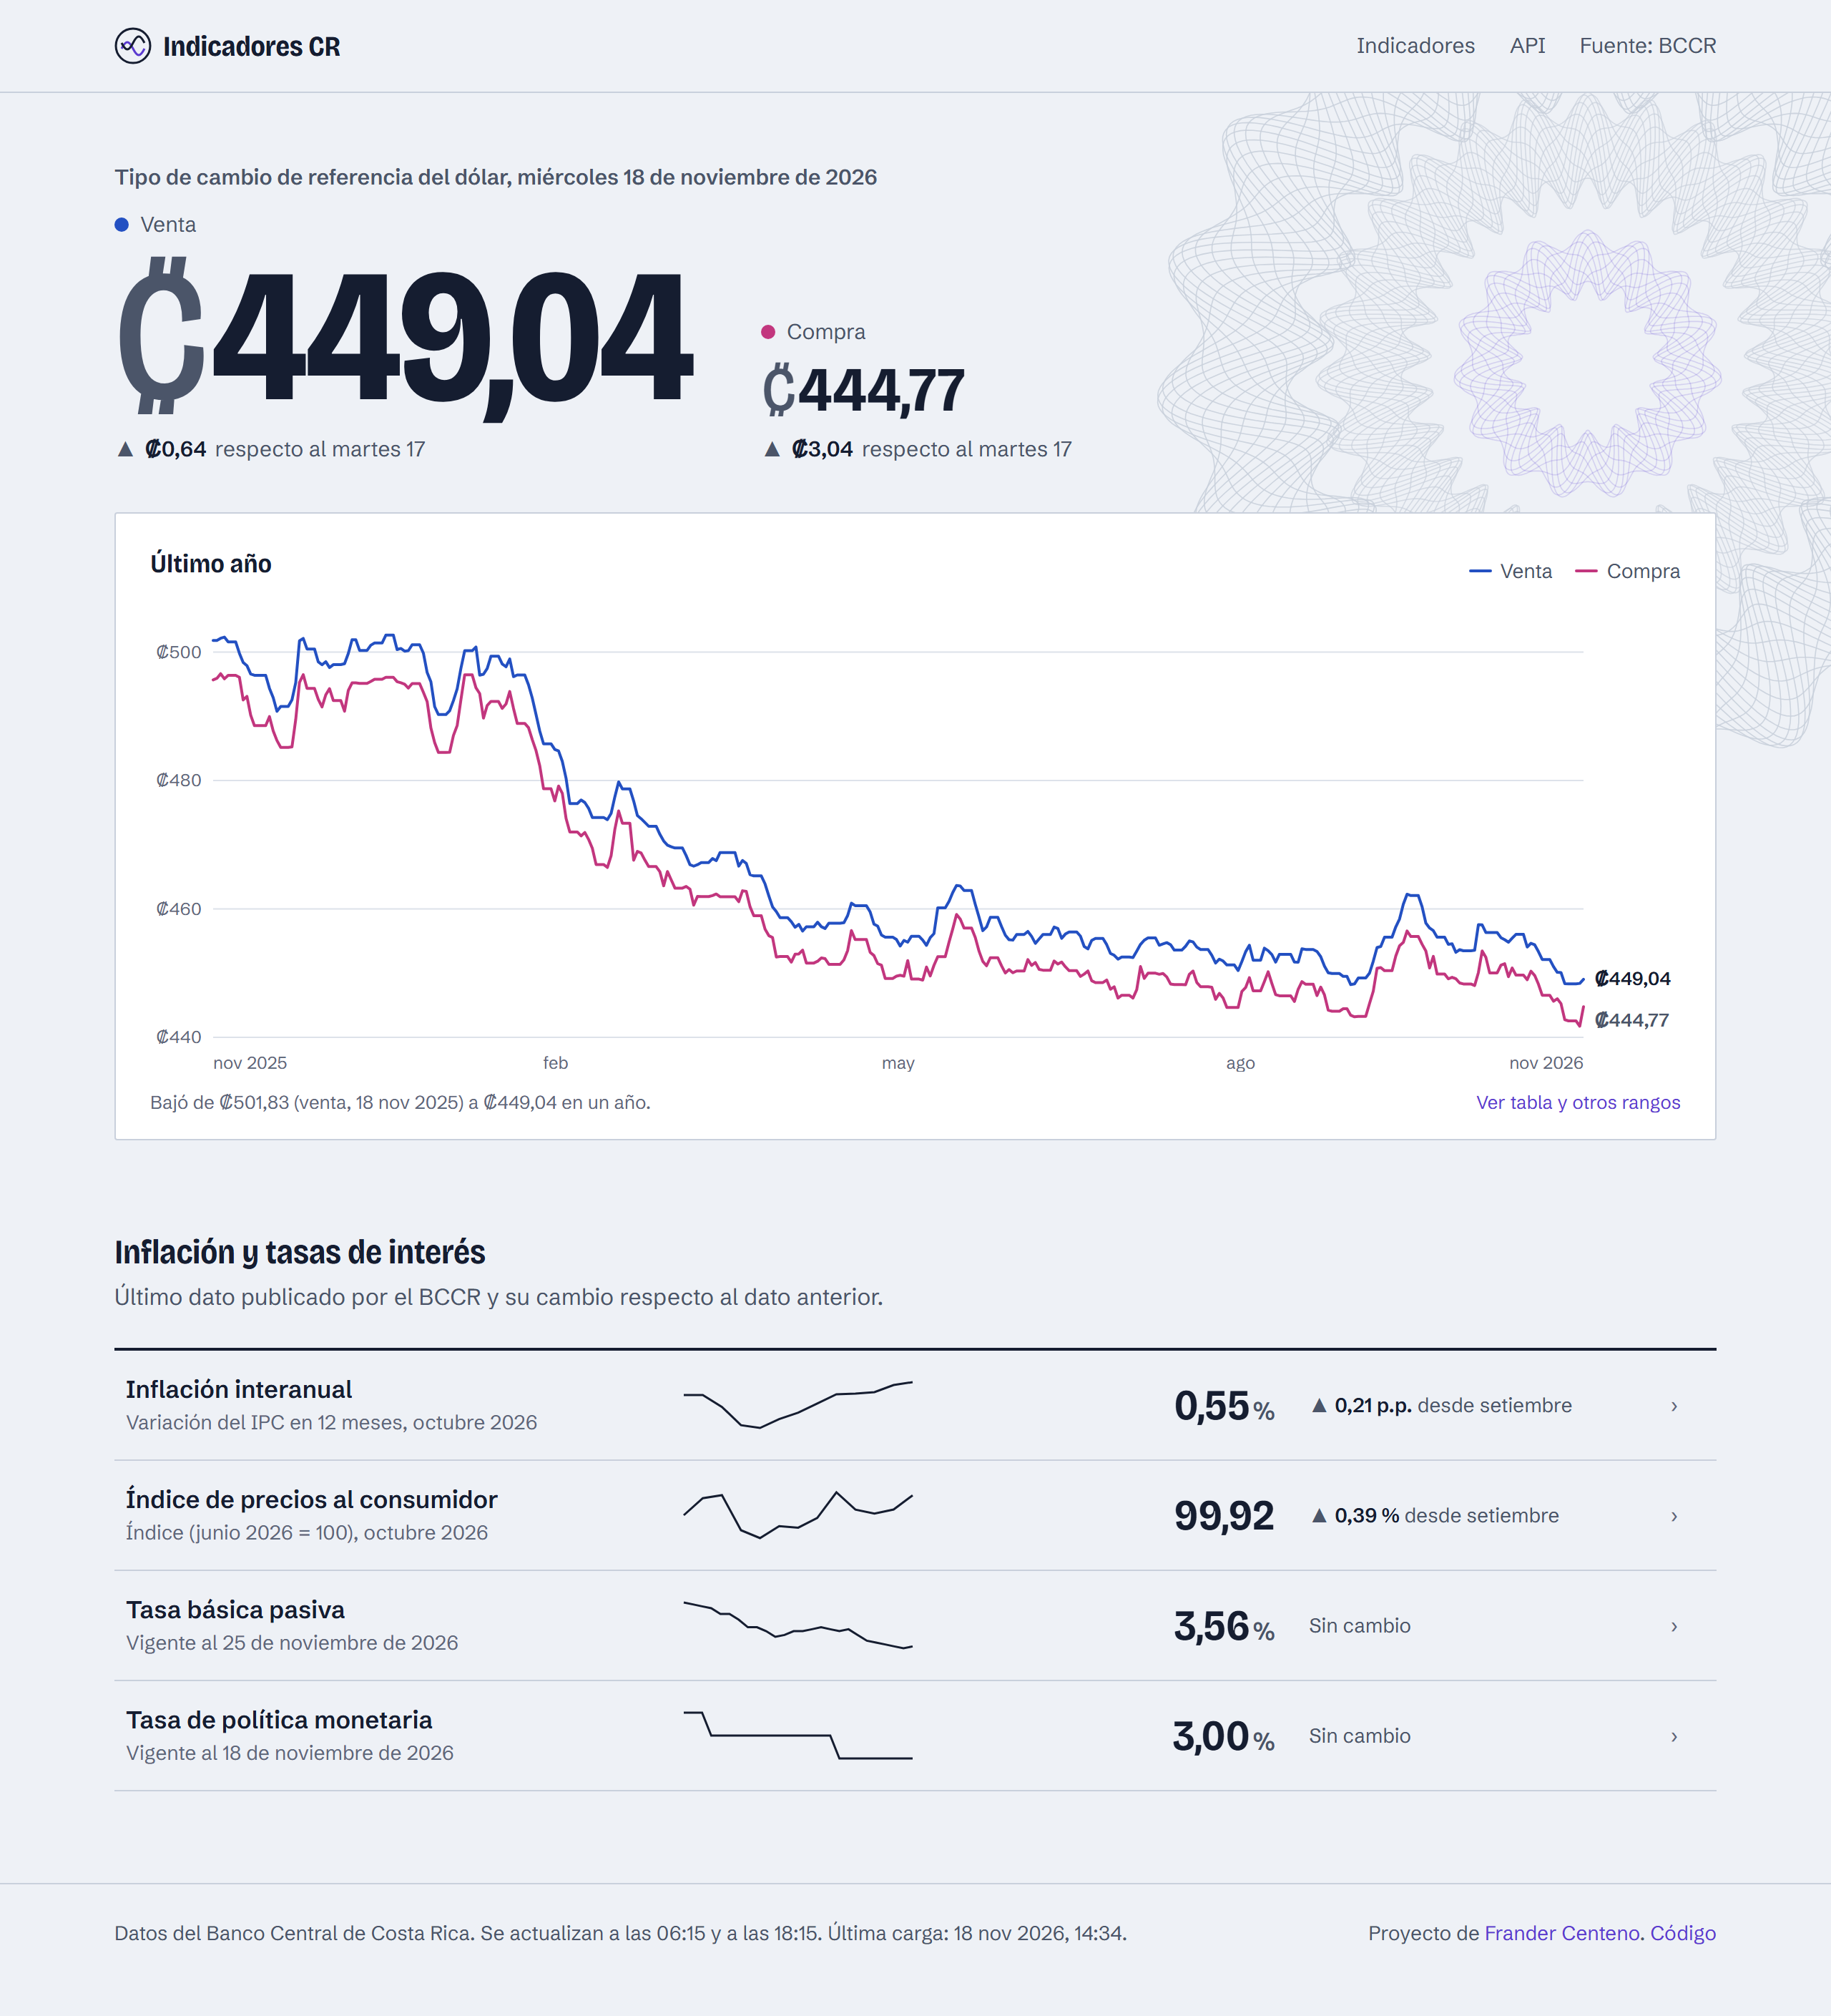 Indicadores CR
Indicadores API Fuente: BCCR
Tipo de cambio de referencia del dólar, miércoles 18 de noviembre de 2026
Venta
₡449,04
▲ ₡0,64 respecto al martes 17
Compra
₡444,77
▲ ₡3,04 respecto al martes 17
Último año
Venta Compra
₡500
₡480
₡460
₡440
₡449,04
₡444,77
nov 2025 feb may ago nov 2026
Bajó de ₡501,83 (venta, 18 nov 2025) a ₡449,04 en un año.
Ver tabla y otros rangos
Inflación y tasas de interés
Último dato publicado por el BCCR y su cambio respecto al dato anterior.
Inflación interanual
Variación del IPC en 12 meses, octubre 2026
0,55 % ▲ 0,21 p.p. desde setiembre ›
Índice de precios al consumidor
Índice (junio 2026 = 100), octubre 2026
99,92 ▲ 0,39 % desde setiembre ›
Tasa básica pasiva
Vigente al 25 de noviembre de 2026
3,56 % Sin cambio ›
Tasa de política monetaria
Vigente al 18 de noviembre de 2026
3,00 % Sin cambio ›
Datos del Banco Central de Costa Rica. Se actualizan a las 06:15 y a las 18:15. Última carga: 18 nov 2026, 14:34.
Proyecto de Frander Centeno. Código